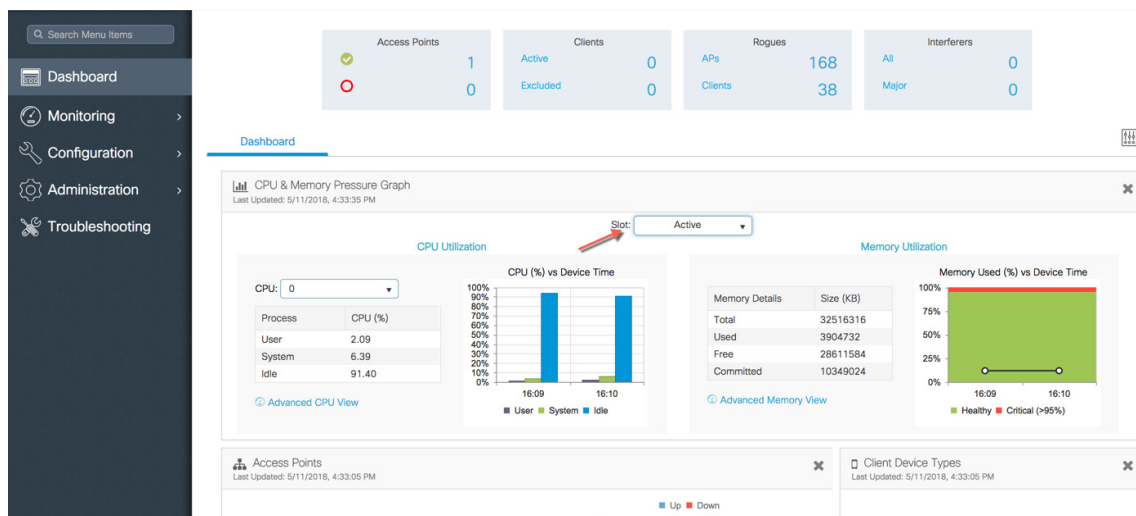 Search Menu Items
Dashboard
Monitoring
Configuration
Administration
Troubleshooting
Access Points
1
0
Clients
Active 0
Excluded 0
Rogues
APs 168
Clients 38
Interferers
All 0
Major 0
Dashboard
CPU & Memory Pressure Graph
Last Updated: 5/11/2018, 4:33:35 PM
Slot: Active
CPU Utilization
CPU: 0
Process CPU (%)
User 2.09
System 6.39
Idle 91.40
Advanced CPU View
CPU (%) vs Device Time
100%
90%
80%
70%
60%
50%
40%
30%
20%
10%
0%
16:09 16:10
User System Idle
Memory Utilization
Memory Details Size (KB)
Total 32516316
Used 3904732
Free 28611584
Committed 10349024
Advanced Memory View
Memory Used (%) vs Device Time
100%
75%
50%
25%
0%
16:09 16:10
Healthy Critical (>95%)
Access Points
Last Updated: 5/11/2018, 4:33:05 PM
Up Down
Client Device Types
Last Updated: 5/11/2018, 4:33:05 PM